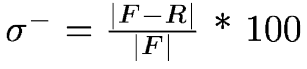 σ⁻ = |F−R| / |F| * 100